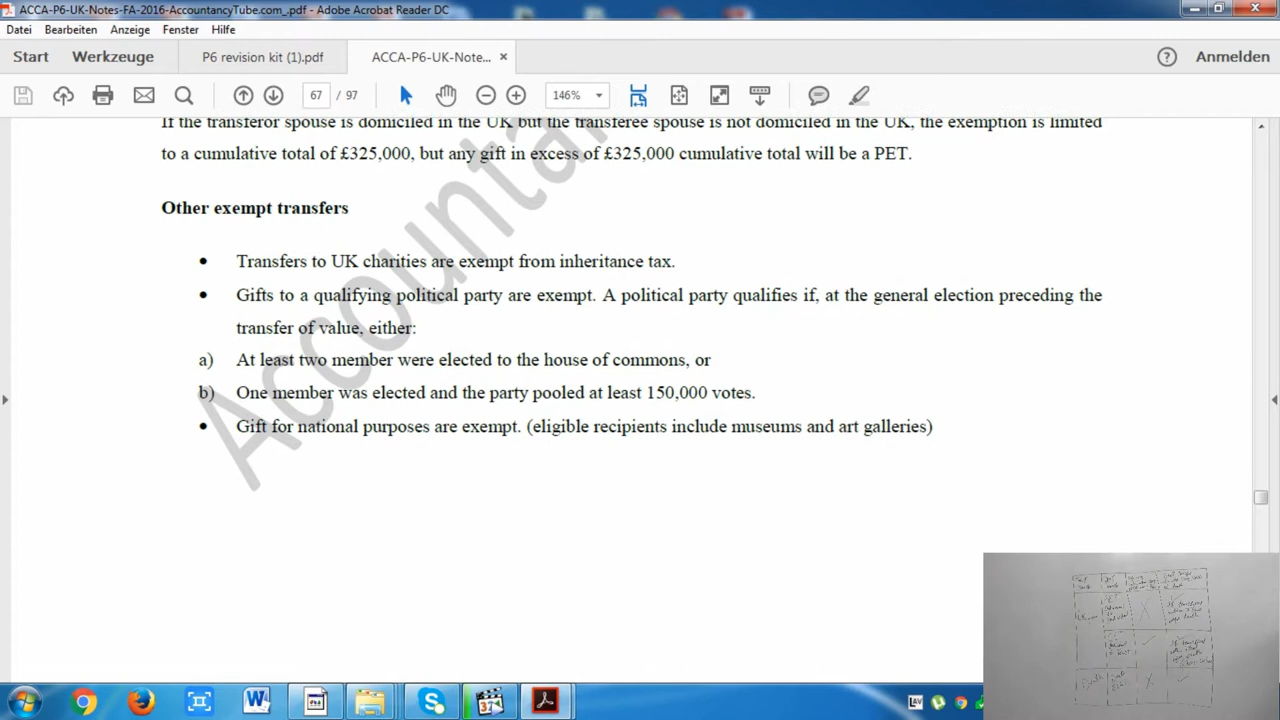 ACCA-P6-UK-Notes-FA-2016-AccountancyTube.com_.pdf - Adobe Acrobat Reader DC
Datei Bearbeiten Anzeige Fenster Hilfe
Start Werkzeuge P6 revision kit (1).pdf ACCA-P6-UK-Note... × ? Anmelden
67 / 97 146%
If the transferor spouse is domiciled in the UK but the transferee spouse is not domiciled in the UK, the exemption is limited
to a cumulative total of £325,000, but any gift in excess of £325,000 cumulative total will be a PET.
Other exempt transfers
• Transfers to UK charities are exempt from inheritance tax.
• Gifts to a qualifying political party are exempt. A political party qualifies if, at the general election preceding the
transfer of value, either:
a) At least two member were elected to the house of commons, or
b) One member was elected and the party pooled at least 150,000 votes.
• Gift for national purposes are exempt. (eligible recipients include museums and art galleries)
Accounta
LAV
Death